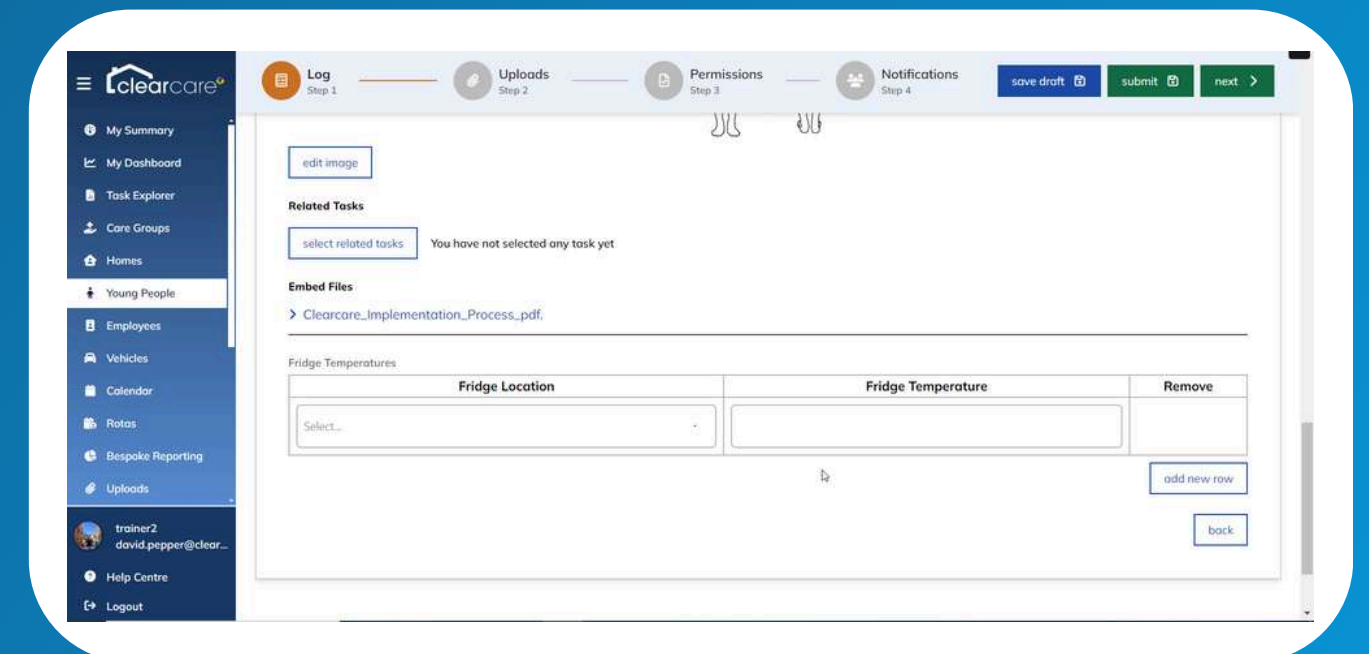 clearcare
My Summary
My Dashboard
Task Explorer
Care Groups
Homes
Young People
Employees
Vehicles
Calendar
Rotas
Bespoke Reporting
Uploads
trainer2
david.pepper@clear...
Help Centre
Logout
Log
Step 1
Uploads
Step 2
Permissions
Step 3
Notifications
Step 4
save draft
submit
next
edit image
Related Tasks
select related tasks You have not selected any task yet
Embed Files
Clearcare_Implementation_Process_pdf.
Fridge Temperatures
Fridge Location Fridge Temperature Remove
Select...
add new row
back